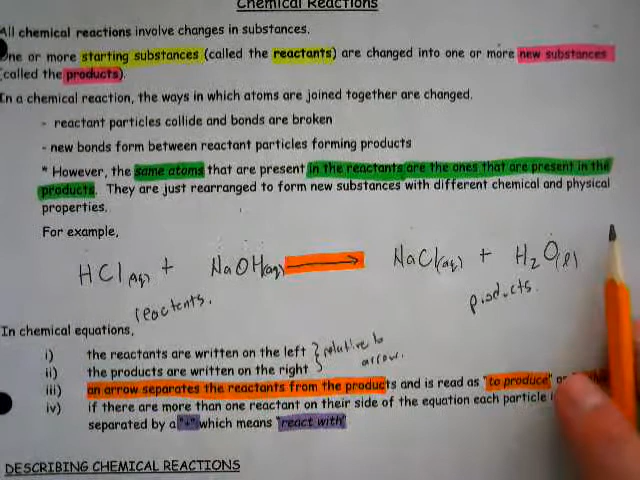 Chemical Reactions
All chemical reactions involve changes in substances.
One or more starting substances (called the reactants) are changed into one or more new substances
(called the products).
In a chemical reaction, the ways in which atoms are joined together are changed.
- reactant particles collide and bonds are broken
- new bonds form between reactant particles forming products
* However, the same atoms that are present in the reactants are the ones that are present in the
products. They are just rearranged to form new substances with different chemical and physical
properties.
For example,
HCl(aq) + NaOH(aq) → NaCl(aq) + H₂O(l)
reactents. products.
In chemical equations,
i) the reactants are written on the left
ii) the products are written on the right } relative to arrow.
iii) an arrow separates the reactants from the products and is read as "to produce"
iv) if there are more than one reactant on their side of the equation each particle
separated by a "+" which means "react with"
DESCRIBING CHEMICAL REACTIONS